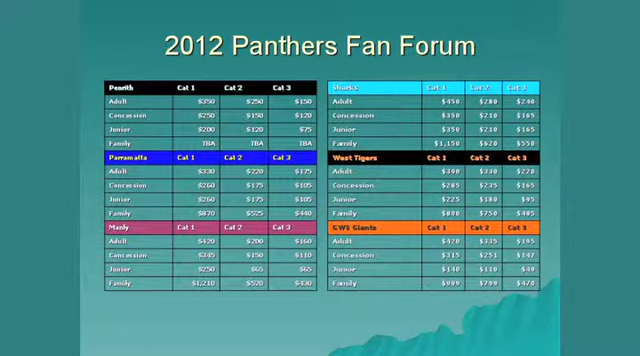 2012 Panthers Fan Forum
Penrith Cat 1 Cat 2 Cat 3
Adult $350 $250 $150
Concession $250 $150 $120
Junior $200 $120 $75
Family TBA TBA TBA
Parramatta Cat 1 Cat 2 Cat 3
Adult $330 $220 $175
Concession $260 $175 $105
Junior $260 $175 $105
Family $870 $525 $440
Manly Cat 1 Cat 2 Cat 3
Adult $420 $200 $160
Concession $345 $150 $110
Junior $250 $65 $65
Family $1,210 $520 $430
Sharks Cat 1 Cat 2 Cat 3
Adult $450 $280 $240
Concession $350 $210 $165
Junior $350 $210 $165
Family $1,150 $620 $550
West Tigers Cat 1 Cat 2 Cat 3
Adult $330 $220
Concession $285 $235 $165
Junior $225 $180 $95
Family $750 $485
GWS Giants Cat 1 Cat 2 Cat 3
Adult $420 $335 $195
Concession $315 $251 $147
Junior $140 $110
Family $470